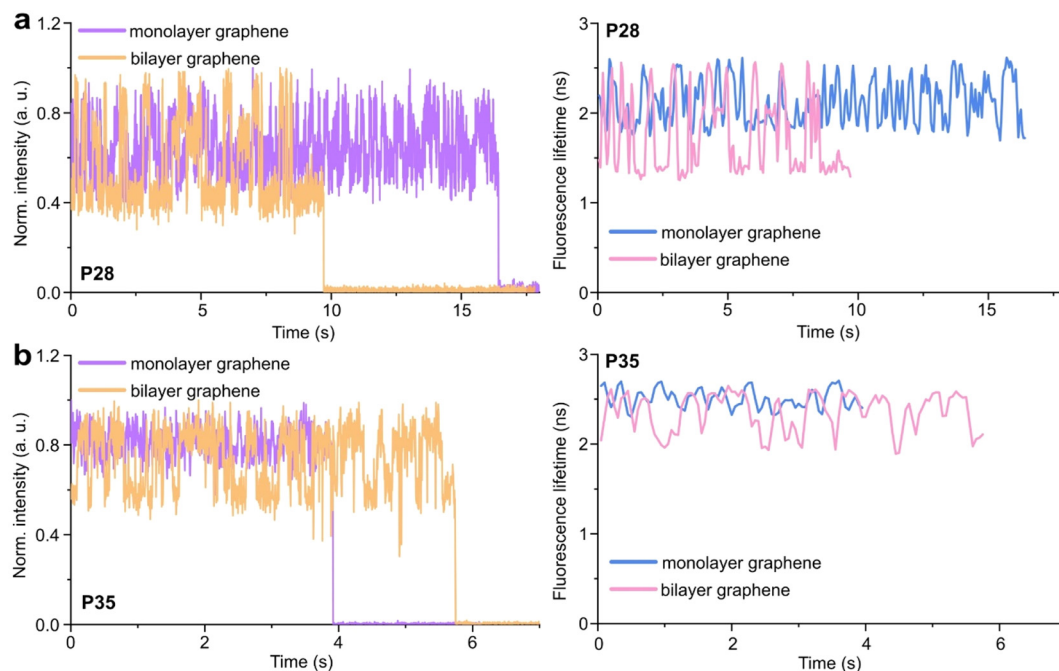 a
1.2
0.8
0.4
0.0
Norm. intensity (a. u.)
monolayer graphene
bilayer graphene
P28
0 5 10 15
Time (s)
P28
3
2
1
0
Fluorescence lifetime (ns)
monolayer graphene
bilayer graphene
0 5 10 15
Time (s)
b
1.2
0.8
0.4
0.0
Norm. intensity (a. u.)
monolayer graphene
bilayer graphene
P35
0 2 4 6
Time (s)
P35
3
2
1
0
Fluorescence lifetime (ns)
monolayer graphene
bilayer graphene
0 2 4 6
Time (s)